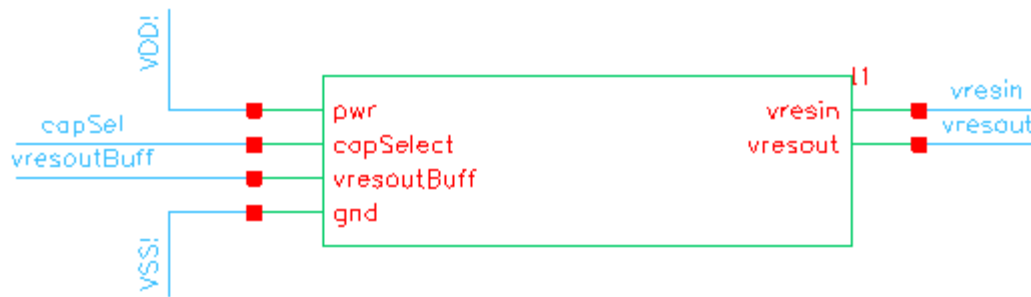 VDD!
capSel
vresoutBuff
VSS!
pwr
capSelect
vresoutBuff
gnd
I1
vresin
vresout
vresin
vresout